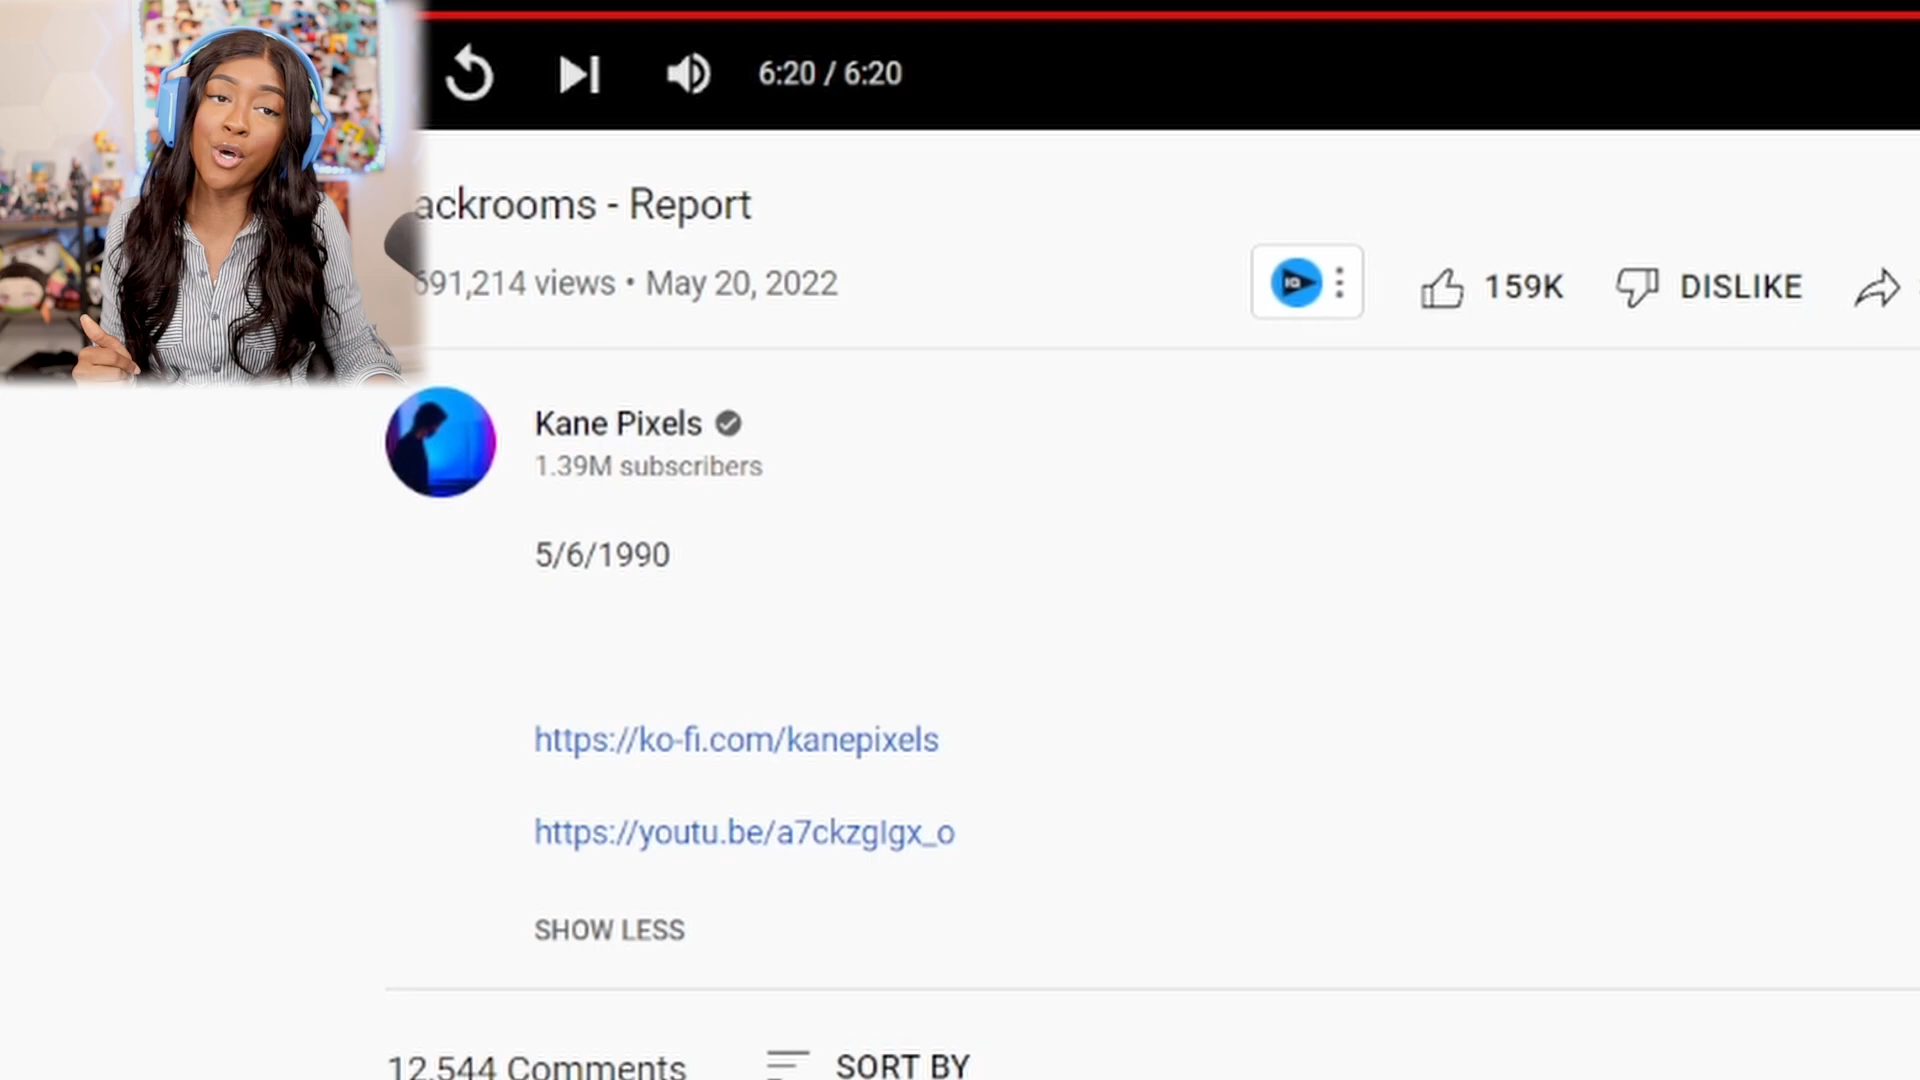 6:20 / 6:20
ackrooms - Report
691,214 views • May 20, 2022
159K
DISLIKE
Kane Pixels
1.39M subscribers
5/6/1990
https://ko-fi.com/kanepixels
https://youtu.be/a7ckzgIgx_o
SHOW LESS
12,544 Comments
SORT BY